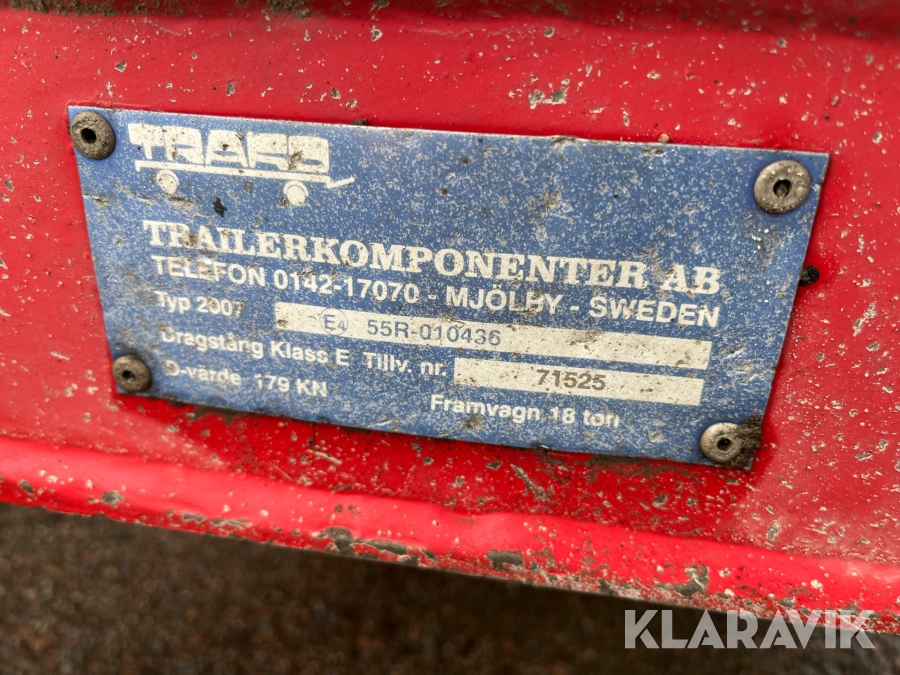 TRAKO
TRAILERKOMPONENTER AB
TELEFON 0142-17070 - MJÖLBY - SWEDEN
Typ 2007 E4 55R-010436
Dragstång Klass E Tillv. nr. 71525
D-värde 179 KN Framvagn 18 ton
KLARAVIK